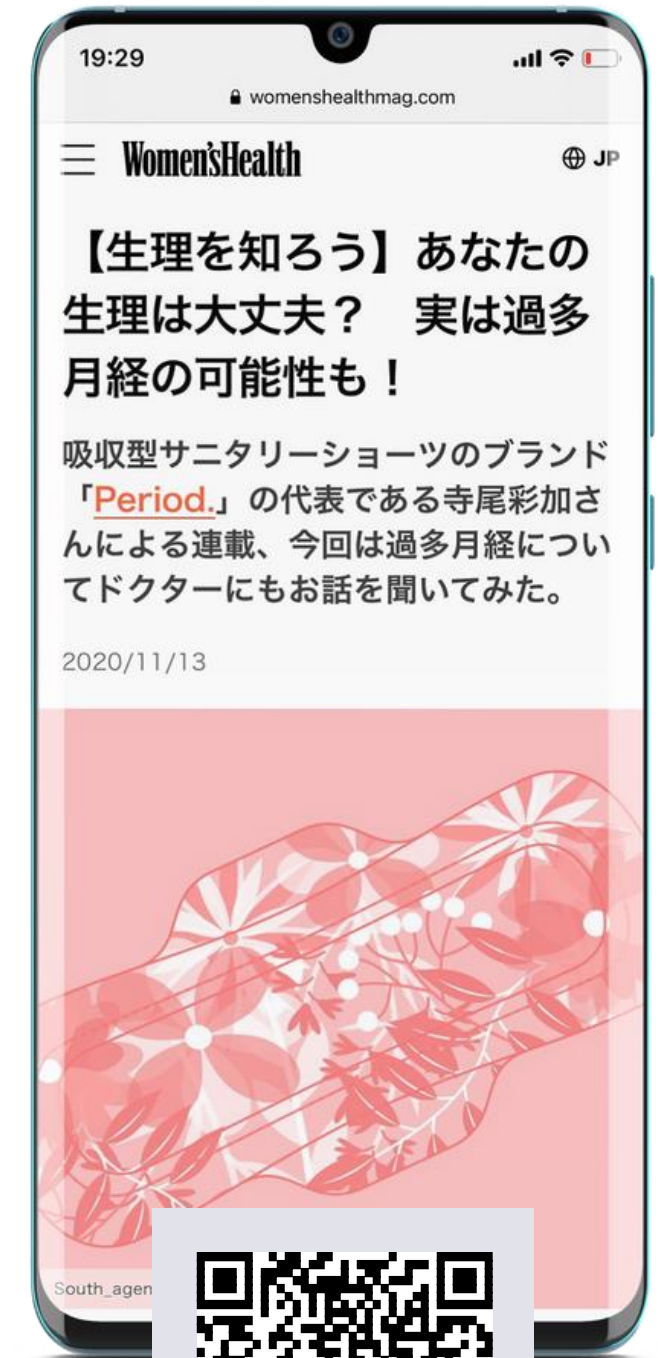 19:29
womenshealthmag.com
Women'sHealth
JP
【生理を知ろう】あなたの
生理は大丈夫？　実は過多
月経の可能性も！
吸収型サニタリーショーツのブランド
「Period.」の代表である寺尾彩加さ
んによる連載、今回は過多月経につい
てドクターにもお話を聞いてみた。
2020/11/13
South_agen